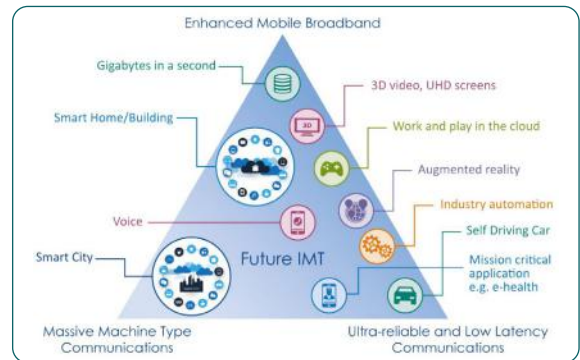 Enhanced Mobile Broadband
Gigabytes in a second
3D video, UHD screens
3D
Smart Home/Building
Work and play in the cloud
Augmented reality
Industry automation
Voice
Self Driving Car
Smart City
Future IMT
Mission critical
application
e.g. e-health
Massive Machine Type
Communications
Ultra-reliable and Low Latency
Communications